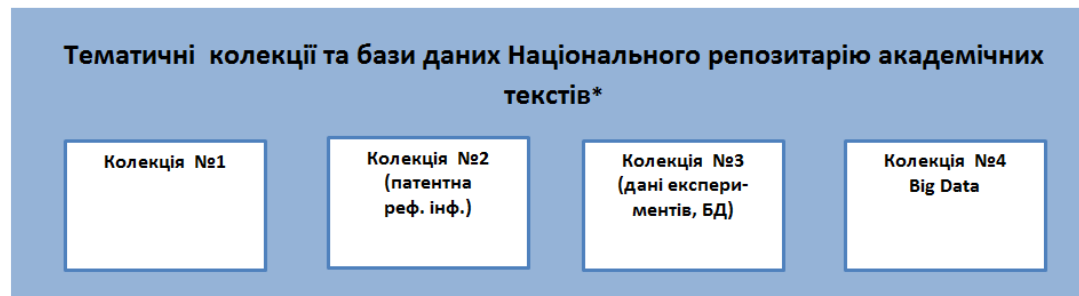 Тематичні колекції та бази даних Національного репозитарію академічних
текстів*
Колекція №1
Колекція №2
(патентна
реф. інф.)
Колекція №3
(дані експери-
ментів, БД)
Колекція №4
Big Data